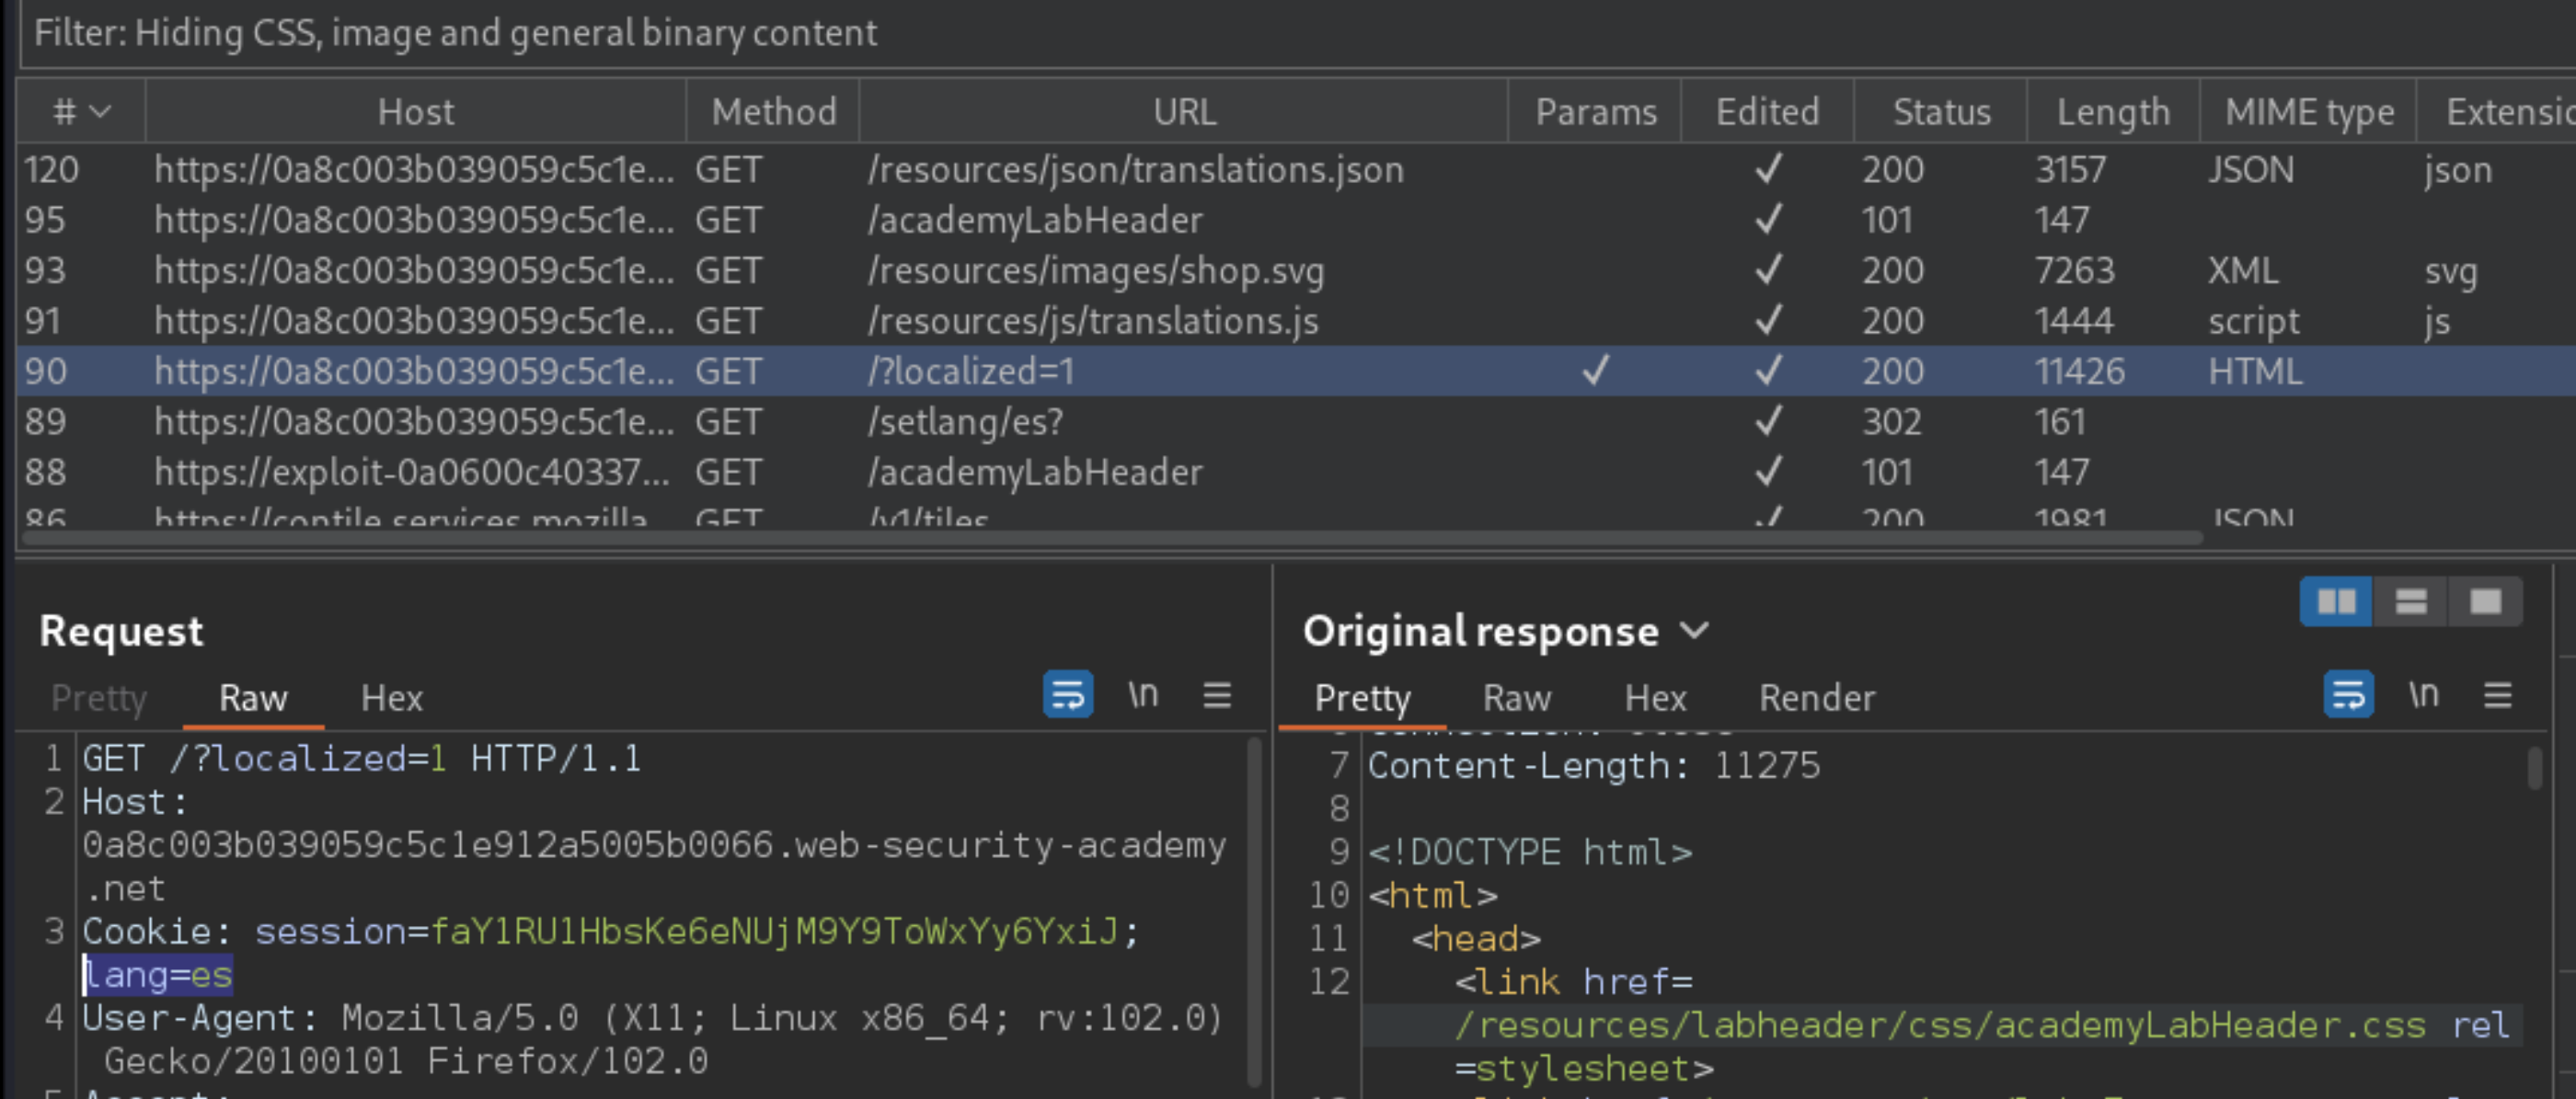 Filter: Hiding CSS, image and general binary content
# Host Method URL Params Edited Status Length MIME type Extensio
120 https://0a8c003b039059c5c1e... GET /resources/json/translations.json ✓ 200 3157 JSON json
95 https://0a8c003b039059c5c1e... GET /academyLabHeader ✓ 101 147
93 https://0a8c003b039059c5c1e... GET /resources/images/shop.svg ✓ 200 7263 XML svg
91 https://0a8c003b039059c5c1e... GET /resources/js/translations.js ✓ 200 1444 script js
90 https://0a8c003b039059c5c1e... GET /?localized=1 ✓ ✓ 200 11426 HTML
89 https://0a8c003b039059c5c1e... GET /setlang/es? ✓ 302 161
88 https://exploit-0a0600c40337... GET /academyLabHeader ✓ 101 147
86 https://contile.services.mozilla... GET /v1/tiles ✓ 200 1981 JSON
Request
Pretty Raw Hex \n
1 GET /?localized=1 HTTP/1.1
2 Host:
0a8c003b039059c5c1e912a5005b0066.web-security-academy
.net
3 Cookie: session=faY1RU1HbsKe6eNUjM9Y9ToWxYy6YxiJ;
lang=es
4 User-Agent: Mozilla/5.0 (X11; Linux x86_64; rv:102.0)
Gecko/20100101 Firefox/102.0
5 Accept:
Original response
Pretty Raw Hex Render \n
7 Content-Length: 11275
8
9 <!DOCTYPE html>
10 <html>
11 <head>
12 <link href=
/resources/labheader/css/academyLabHeader.css rel
=stylesheet>